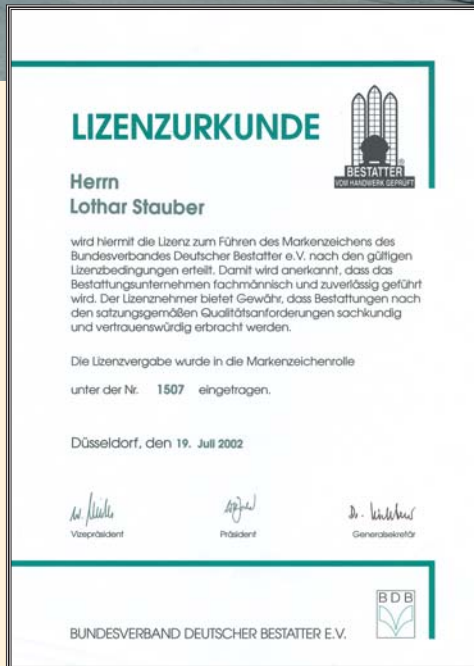 LIZENZURKUNDE
BESTATTER
VOM HANDWERK GEPRÜFT
®
Herrn
Lothar Stauber
wird hiermit die Lizenz zum Führen des Markenzeichens des
Bundesverbandes Deutscher Bestatter e.V. nach den gültigen
Lizenzbedingungen erteilt. Damit wird anerkannt, dass das
Bestattungsunternehmen fachmännisch und zuverlässig geführt
wird. Der Lizenznehmer bietet Gewähr, dass Bestattungen nach
den satzungsgemäßen Qualitätsanforderungen sachkundig
und vertrauenswürdig erbracht werden.
Die Lizenzvergabe wurde in die Markenzeichenrolle
unter der Nr. 1507 eingetragen.
Düsseldorf, den 19. Juli 2002
Vizepräsident Präsident Generalsekretär
BDB
BUNDESVERBAND DEUTSCHER BESTATTER E.V.